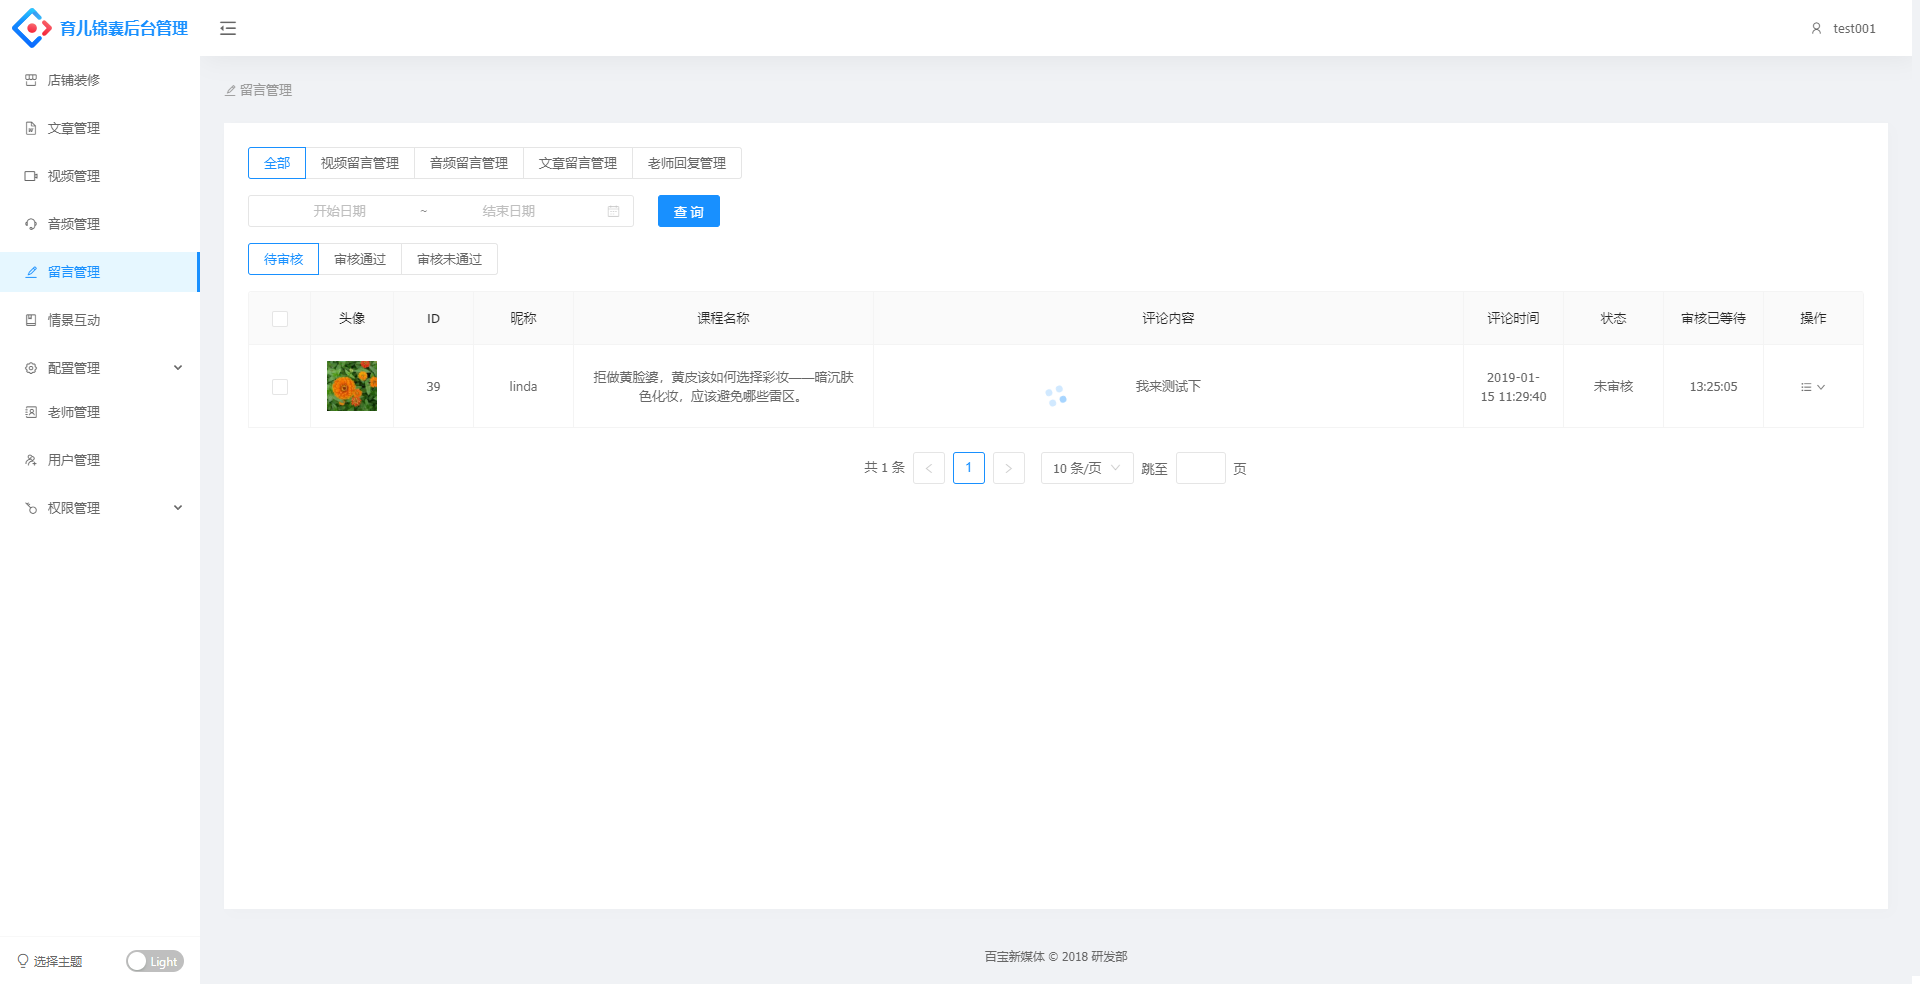 育儿锦囊后台管理
test001
店铺装修
文章管理
视频管理
音频管理
留言管理
情景互动
配置管理
老师管理
用户管理
权限管理
选择主题
Light
留言管理
全部 视频留言管理 音频留言管理 文章留言管理 老师回复管理
开始日期 ~ 结束日期 查 询
待审核 审核通过 审核未通过
头像 ID 昵称 课程名称 评论内容 评论时间 状态 审核已等待 操作
39 linda 拒做黄脸婆，黄皮该如何选择彩妆——暗沉肤
色化妆，应该避免哪些雷区。
我来测试下
2019-01-
15 11:29:40
未审核 13:25:05
共 1 条 < 1 > 10 条/页 跳至 页
百宝新媒体 © 2018 研发部